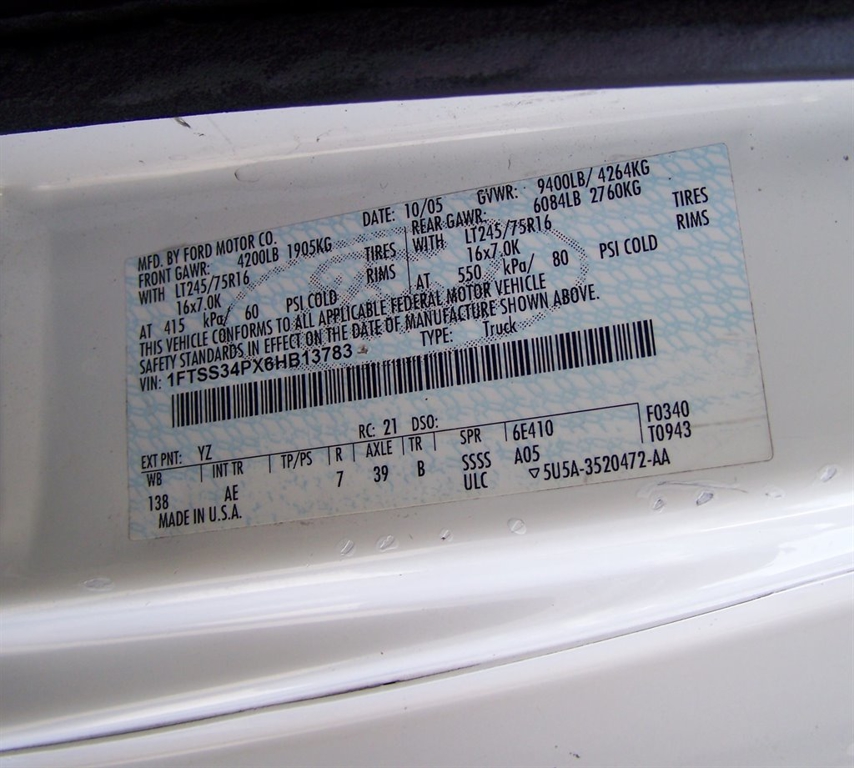 MFD. BY FORD MOTOR CO. DATE: 10/05 GVWR: 9400LB/ 4264KG
FRONT GAWR: 4200LB 1905KG REAR GAWR: 6084LB 2760KG
WITH LT245/75R16 TIRES WITH LT245/75R16 TIRES
16x7.0K RIMS 16x7.0K RIMS
AT 415 kPa/ 60 PSI COLD AT 550 kPa/ 80 PSI COLD
THIS VEHICLE CONFORMS TO ALL APPLICABLE FEDERAL MOTOR VEHICLE
SAFETY STANDARDS IN EFFECT ON THE DATE OF MANUFACTURE SHOWN ABOVE.
VIN: 1FTSS34PX6HB13783 TYPE: Truck
EXT PNT: YZ RC: 21 DSO: F0340
WB INT TR TP/PS R AXLE TR SPR 6E410 T0943
138 AE 7 39 B SSSS A05
MADE IN U.S.A. ULC ▽5U5A-3520472-AA